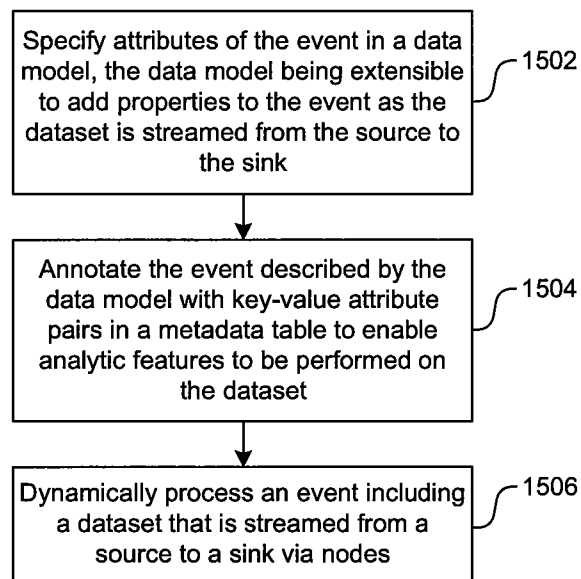 Specify attributes of the event in a data
model, the data model being extensible
to add properties to the event as the
dataset is streamed from the source to
the sink
1502
Annotate the event described by the
data model with key-value attribute
pairs in a metadata table to enable
analytic features to be performed on
the dataset
1504
Dynamically process an event including
a dataset that is streamed from a
source to a sink via nodes
1506